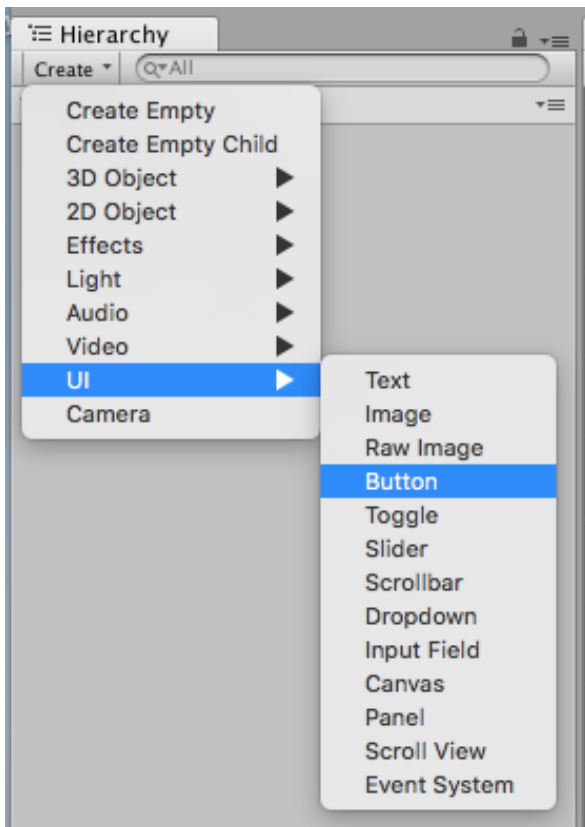 Hierarchy
Create
All
Create Empty
Create Empty Child
3D Object
2D Object
Effects
Light
Audio
Video
UI
Camera
Text
Image
Raw Image
Button
Toggle
Slider
Scrollbar
Dropdown
Input Field
Canvas
Panel
Scroll View
Event System